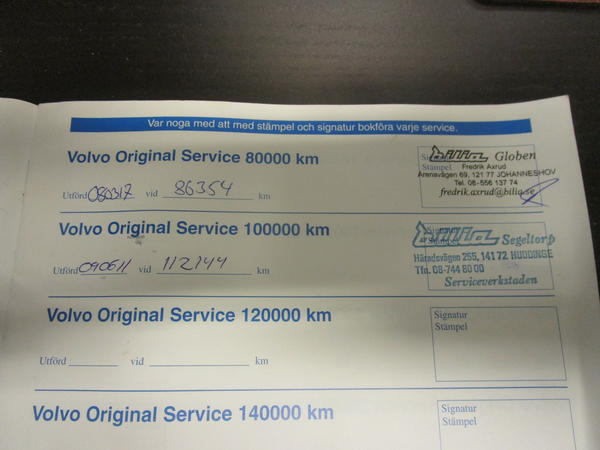 Var noga med att med stämpel och signatur bokföra varje service.
Volvo Original Service 80000 km
Utförd 080317 vid 86354 km
Stämpel
bilia Globen
Fredrik Axrud
Arenavägen 69, 121 77 JOHANNESHOV
Tel. 08-556 137 74
fredrik.axrud@bilia.se
Volvo Original Service 100000 km
Utförd 090611 vid 112144 km
Signatur
Stämpel
bilia Segeltorp
Häradsvägen 255, 141 72 HUDDINGE
Tfn. 08-744 80 00
Serviceverkstaden
Volvo Original Service 120000 km
Utförd vid km
Signatur
Stämpel
Volvo Original Service 140000 km
Signatur
Stämpel